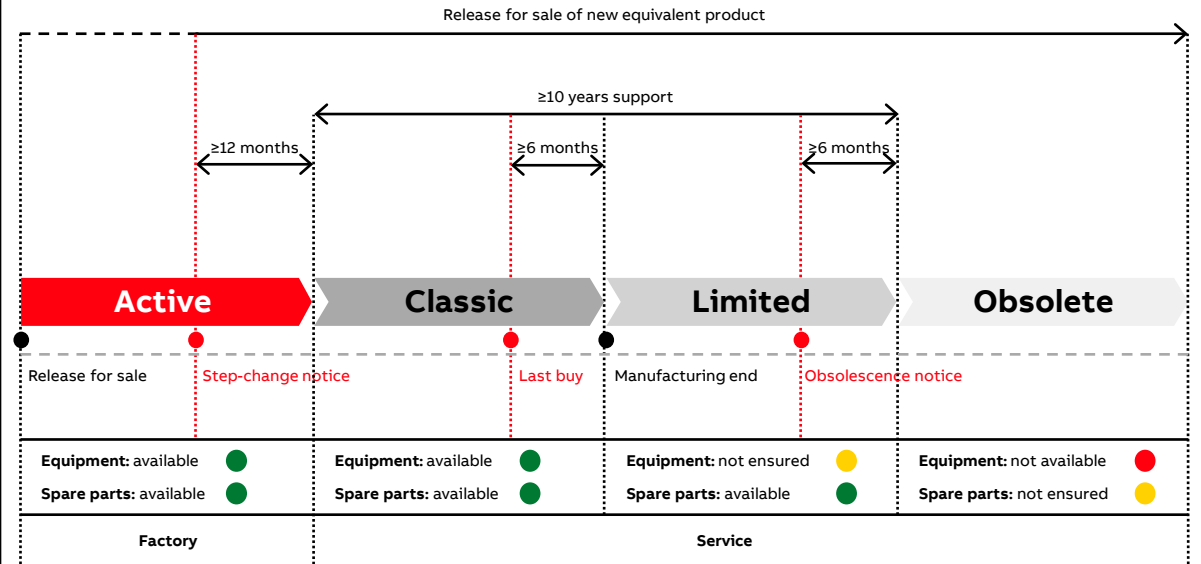 Release for sale of new equivalent product
≥10 years support
≥12 months
≥6 months
≥6 months
Active
Classic
Limited
Obsolete
Release for sale
Step-change notice
Last buy
Manufacturing end
Obsolescence notice
Equipment: available
Equipment: available
Equipment: not ensured
Equipment: not available
Spare parts: available
Spare parts: available
Spare parts: available
Spare parts: not ensured
Factory
Service